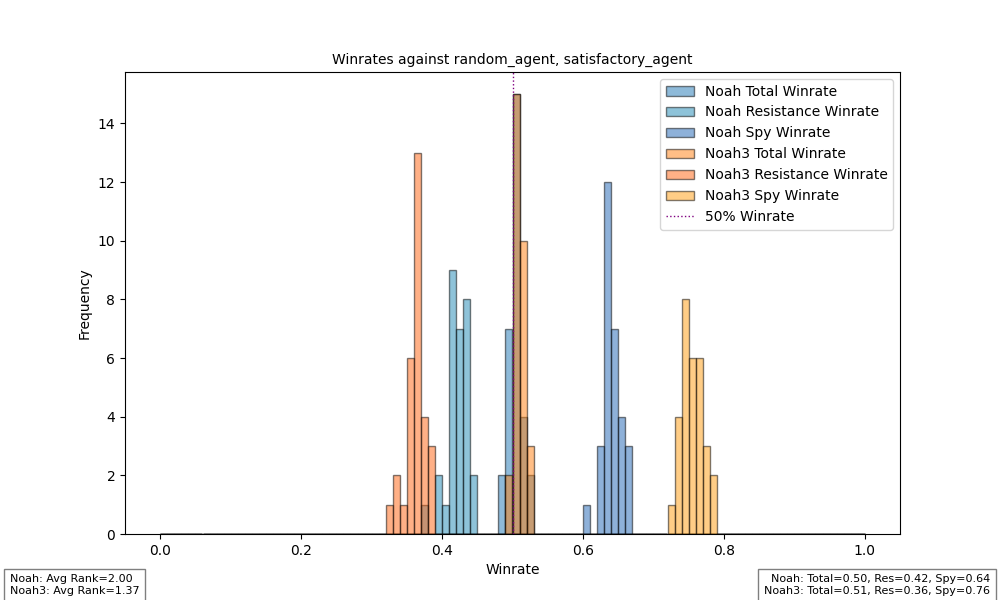 Winrates against random_agent, satisfactory_agent
Noah Total Winrate
Noah Resistance Winrate
Noah Spy Winrate
Noah3 Total Winrate
Noah3 Resistance Winrate
Noah3 Spy Winrate
50% Winrate
Frequency
14
12
10
8
6
4
2
0
0.0 0.2 0.4 0.6 0.8 1.0
Winrate
Noah: Avg Rank=2.00
Noah3: Avg Rank=1.37
Noah: Total=0.50, Res=0.42, Spy=0.64
Noah3: Total=0.51, Res=0.36, Spy=0.76